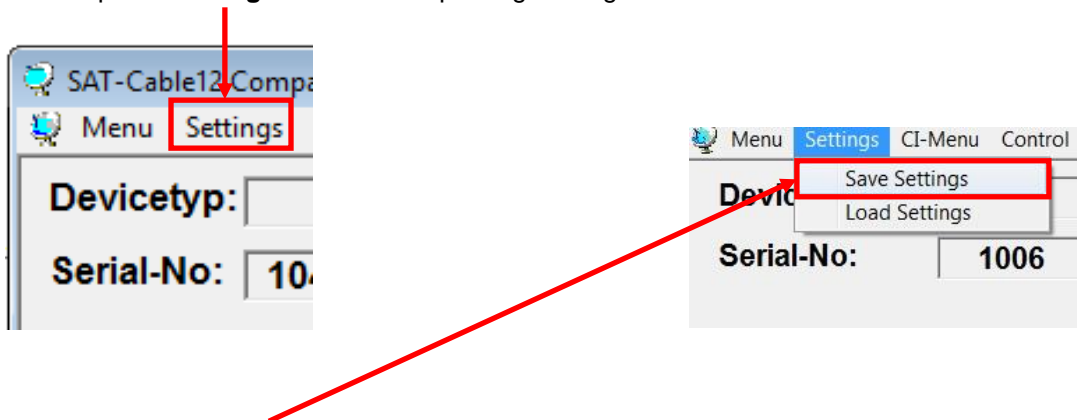 SAT-Cable12 Compa
Menu Settings
Devicetyp:
Serial-No: 104
Menu Settings CI-Menu Control
Save Settings
Load Settings
Serial-No: 1006